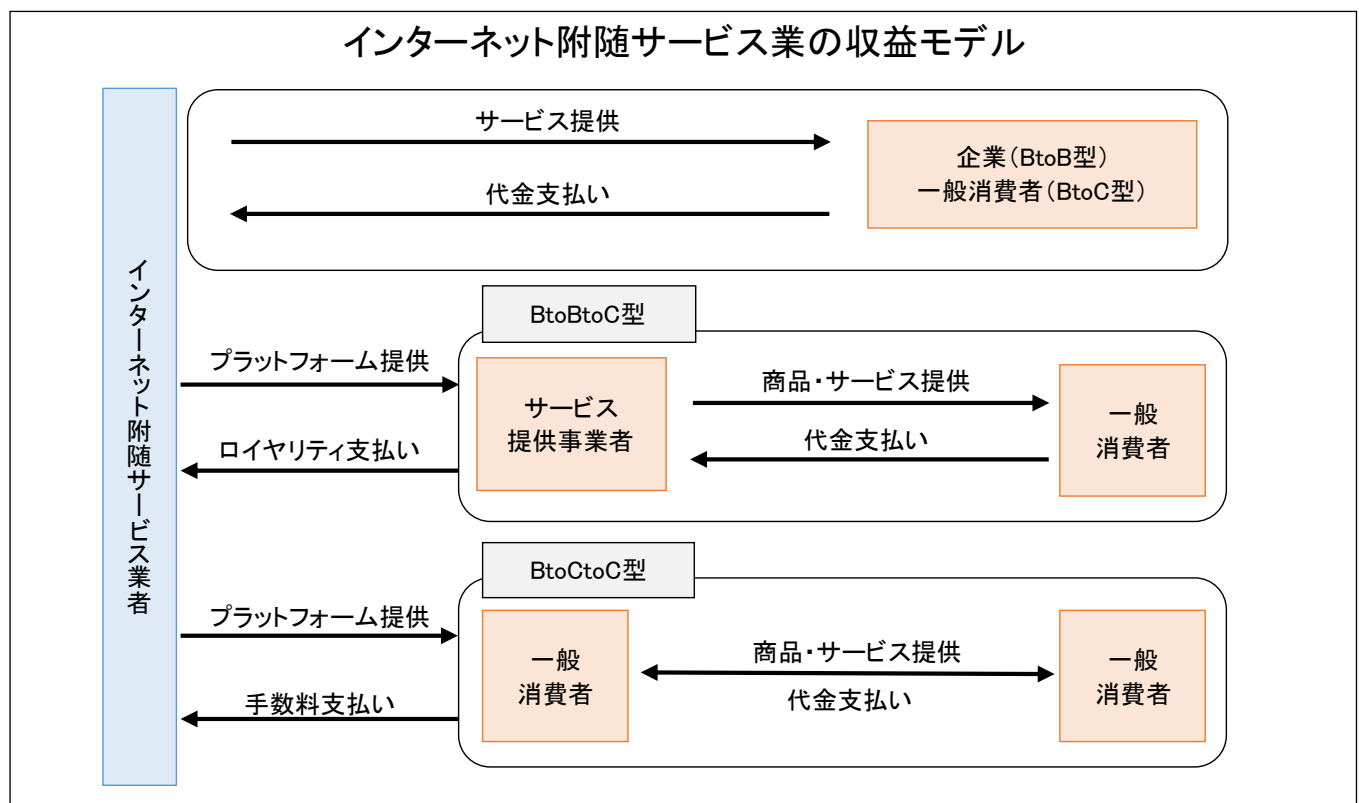 インターネット附随サービス業の収益モデル
インターネット附随サービス業者
サービス提供
代金支払い
企業(BtoB型)
一般消費者(BtoC型)
BtoBtoC型
プラットフォーム提供
ロイヤリティ支払い
サービス
提供事業者
商品・サービス提供
代金支払い
一般
消費者
BtoCtoC型
プラットフォーム提供
手数料支払い
一般
消費者
商品・サービス提供
代金支払い
一般
消費者